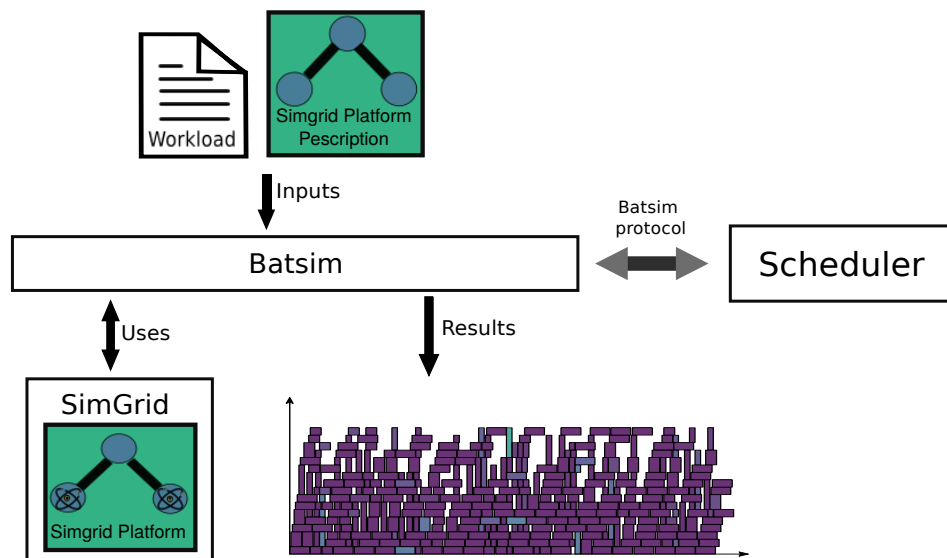 Workload
Simgrid Platform
Pescription
Inputs
Batsim
protocol
Batsim
Scheduler
Uses
Results
SimGrid
Simgrid Platform